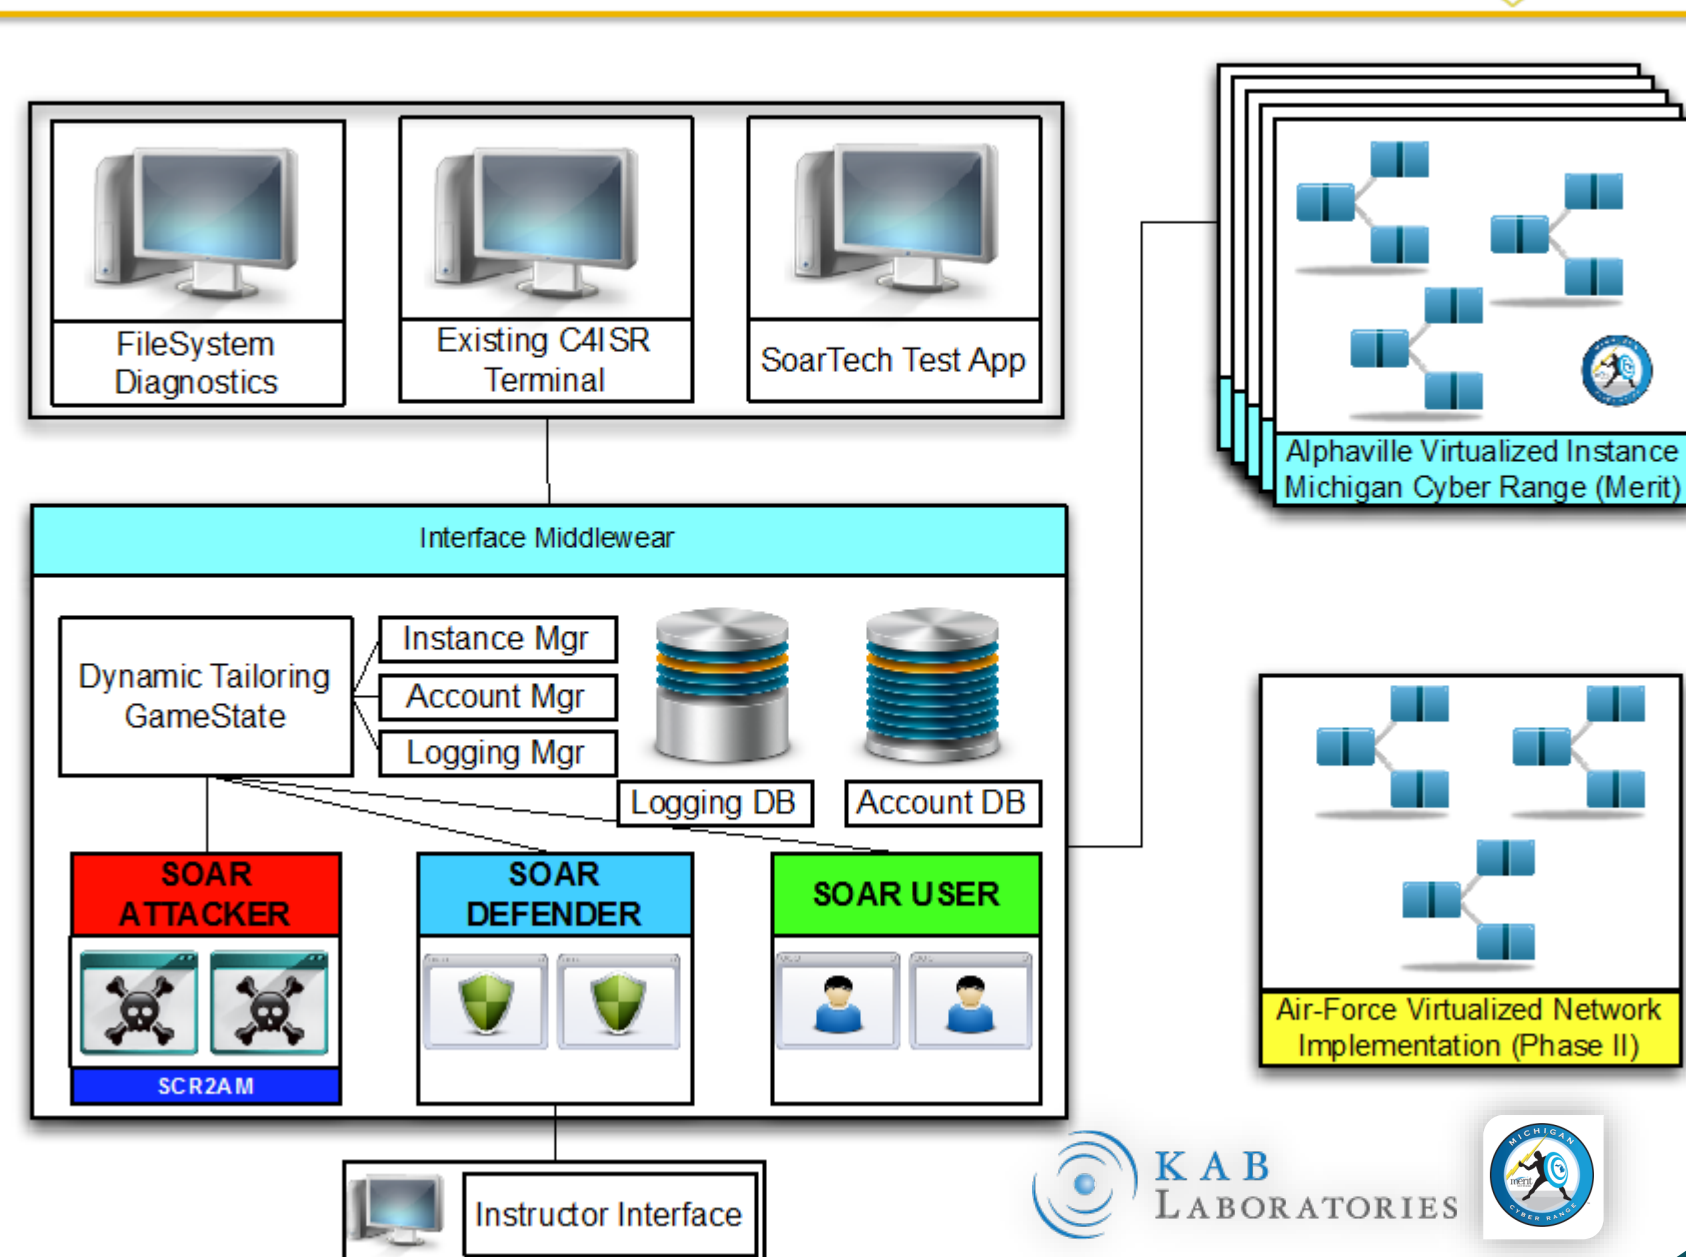 FileSystem
Diagnostics
Existing C4ISR
Terminal
SoarTech Test App
Alphaville Virtualized Instance
Michigan Cyber Range (Merit)
Interface Middlewear
Dynamic Tailoring
GameState
Instance Mgr
Account Mgr
Logging Mgr
Logging DB
Account DB
SOAR
ATTACKER
SCR2AM
SOAR
DEFENDER
SOAR USER
Air-Force Virtualized Network
Implementation (Phase II)
Instructor Interface
KAB
LABORATORIES
MICHIGAN
merit
CYBER RANGE